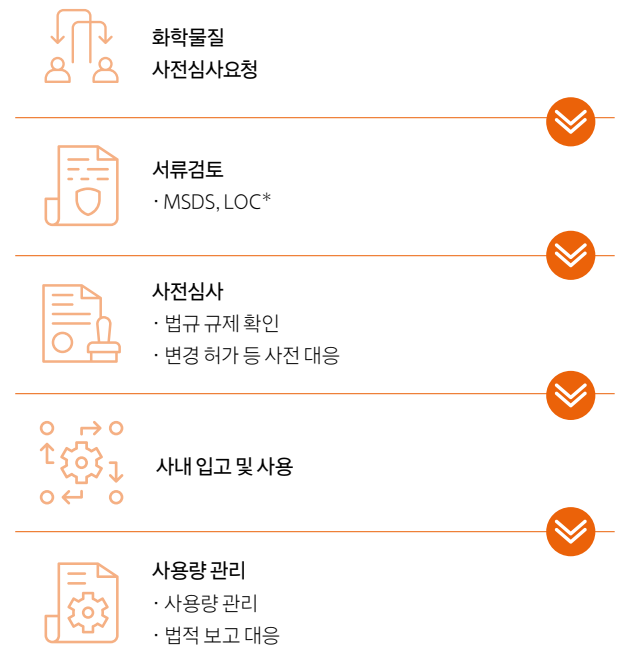 화학물질
사전심사요청
서류검토
· MSDS, LOC*
사전심사
· 법규 규제 확인
· 변경 허가 등 사전 대응
사내 입고 및 사용
사용량 관리
· 사용량 관리
· 법적 보고 대응